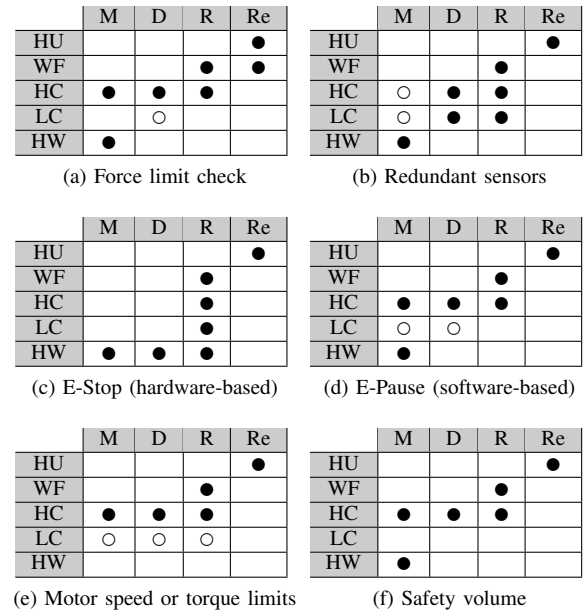 M D R Re
HU ●
WF ● ●
HC ● ● ●
LC ○
HW ●
(a) Force limit check
M D R Re
HU ●
WF ●
HC ○ ● ●
LC ○ ● ●
HW ●
(b) Redundant sensors
M D R Re
HU ●
WF ●
HC ●
LC ●
HW ● ● ●
(c) E-Stop (hardware-based)
M D R Re
HU ●
WF ●
HC ● ● ●
LC ○ ○
HW ●
(d) E-Pause (software-based)
M D R Re
HU ●
WF ●
HC ● ● ●
LC ○ ○ ○
HW
(e) Motor speed or torque limits
M D R Re
HU ●
WF ●
HC ● ● ●
LC
HW ●
(f) Safety volume